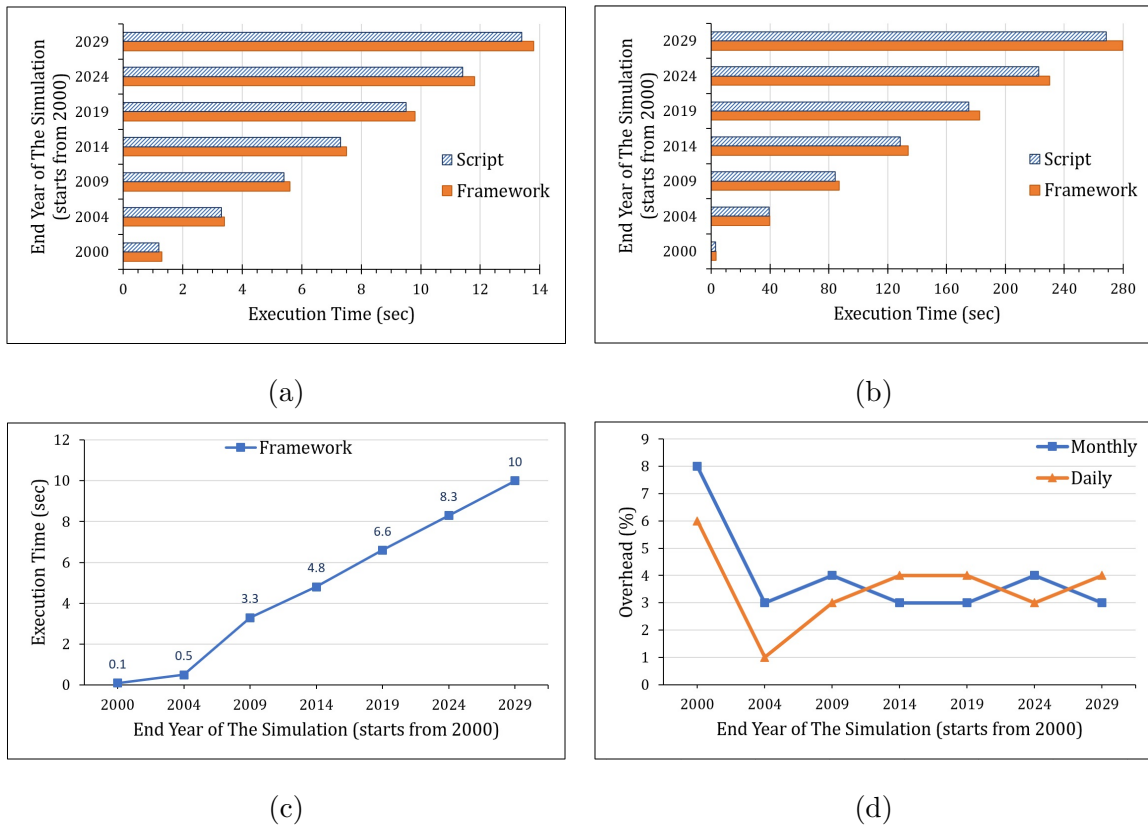 End Year of The Simulation
(starts from 2000)
2029
2024
2019
2014
2009
2004
2000
Script
Framework
0 2 4 6 8 10 12 14
Execution Time (sec)
(a)
End Year of The Simulation
(starts from 2000)
2029
2024
2019
2014
2009
2004
2000
Script
Framework
0 40 80 120 160 200 240 280
Execution Time (sec)
(b)
Execution Time (sec)
12
10
8
6
4
2
0
Framework
0.1
0.5
3.3
4.8
6.6
8.3
10
2000 2004 2009 2014 2019 2024 2029
End Year of The Simulation (starts from 2000)
(c)
Overhead (%)
9
8
7
6
5
4
3
2
1
0
Monthly
Daily
2000 2004 2009 2014 2019 2024 2029
End Year of The Simulation (starts from 2000)
(d)